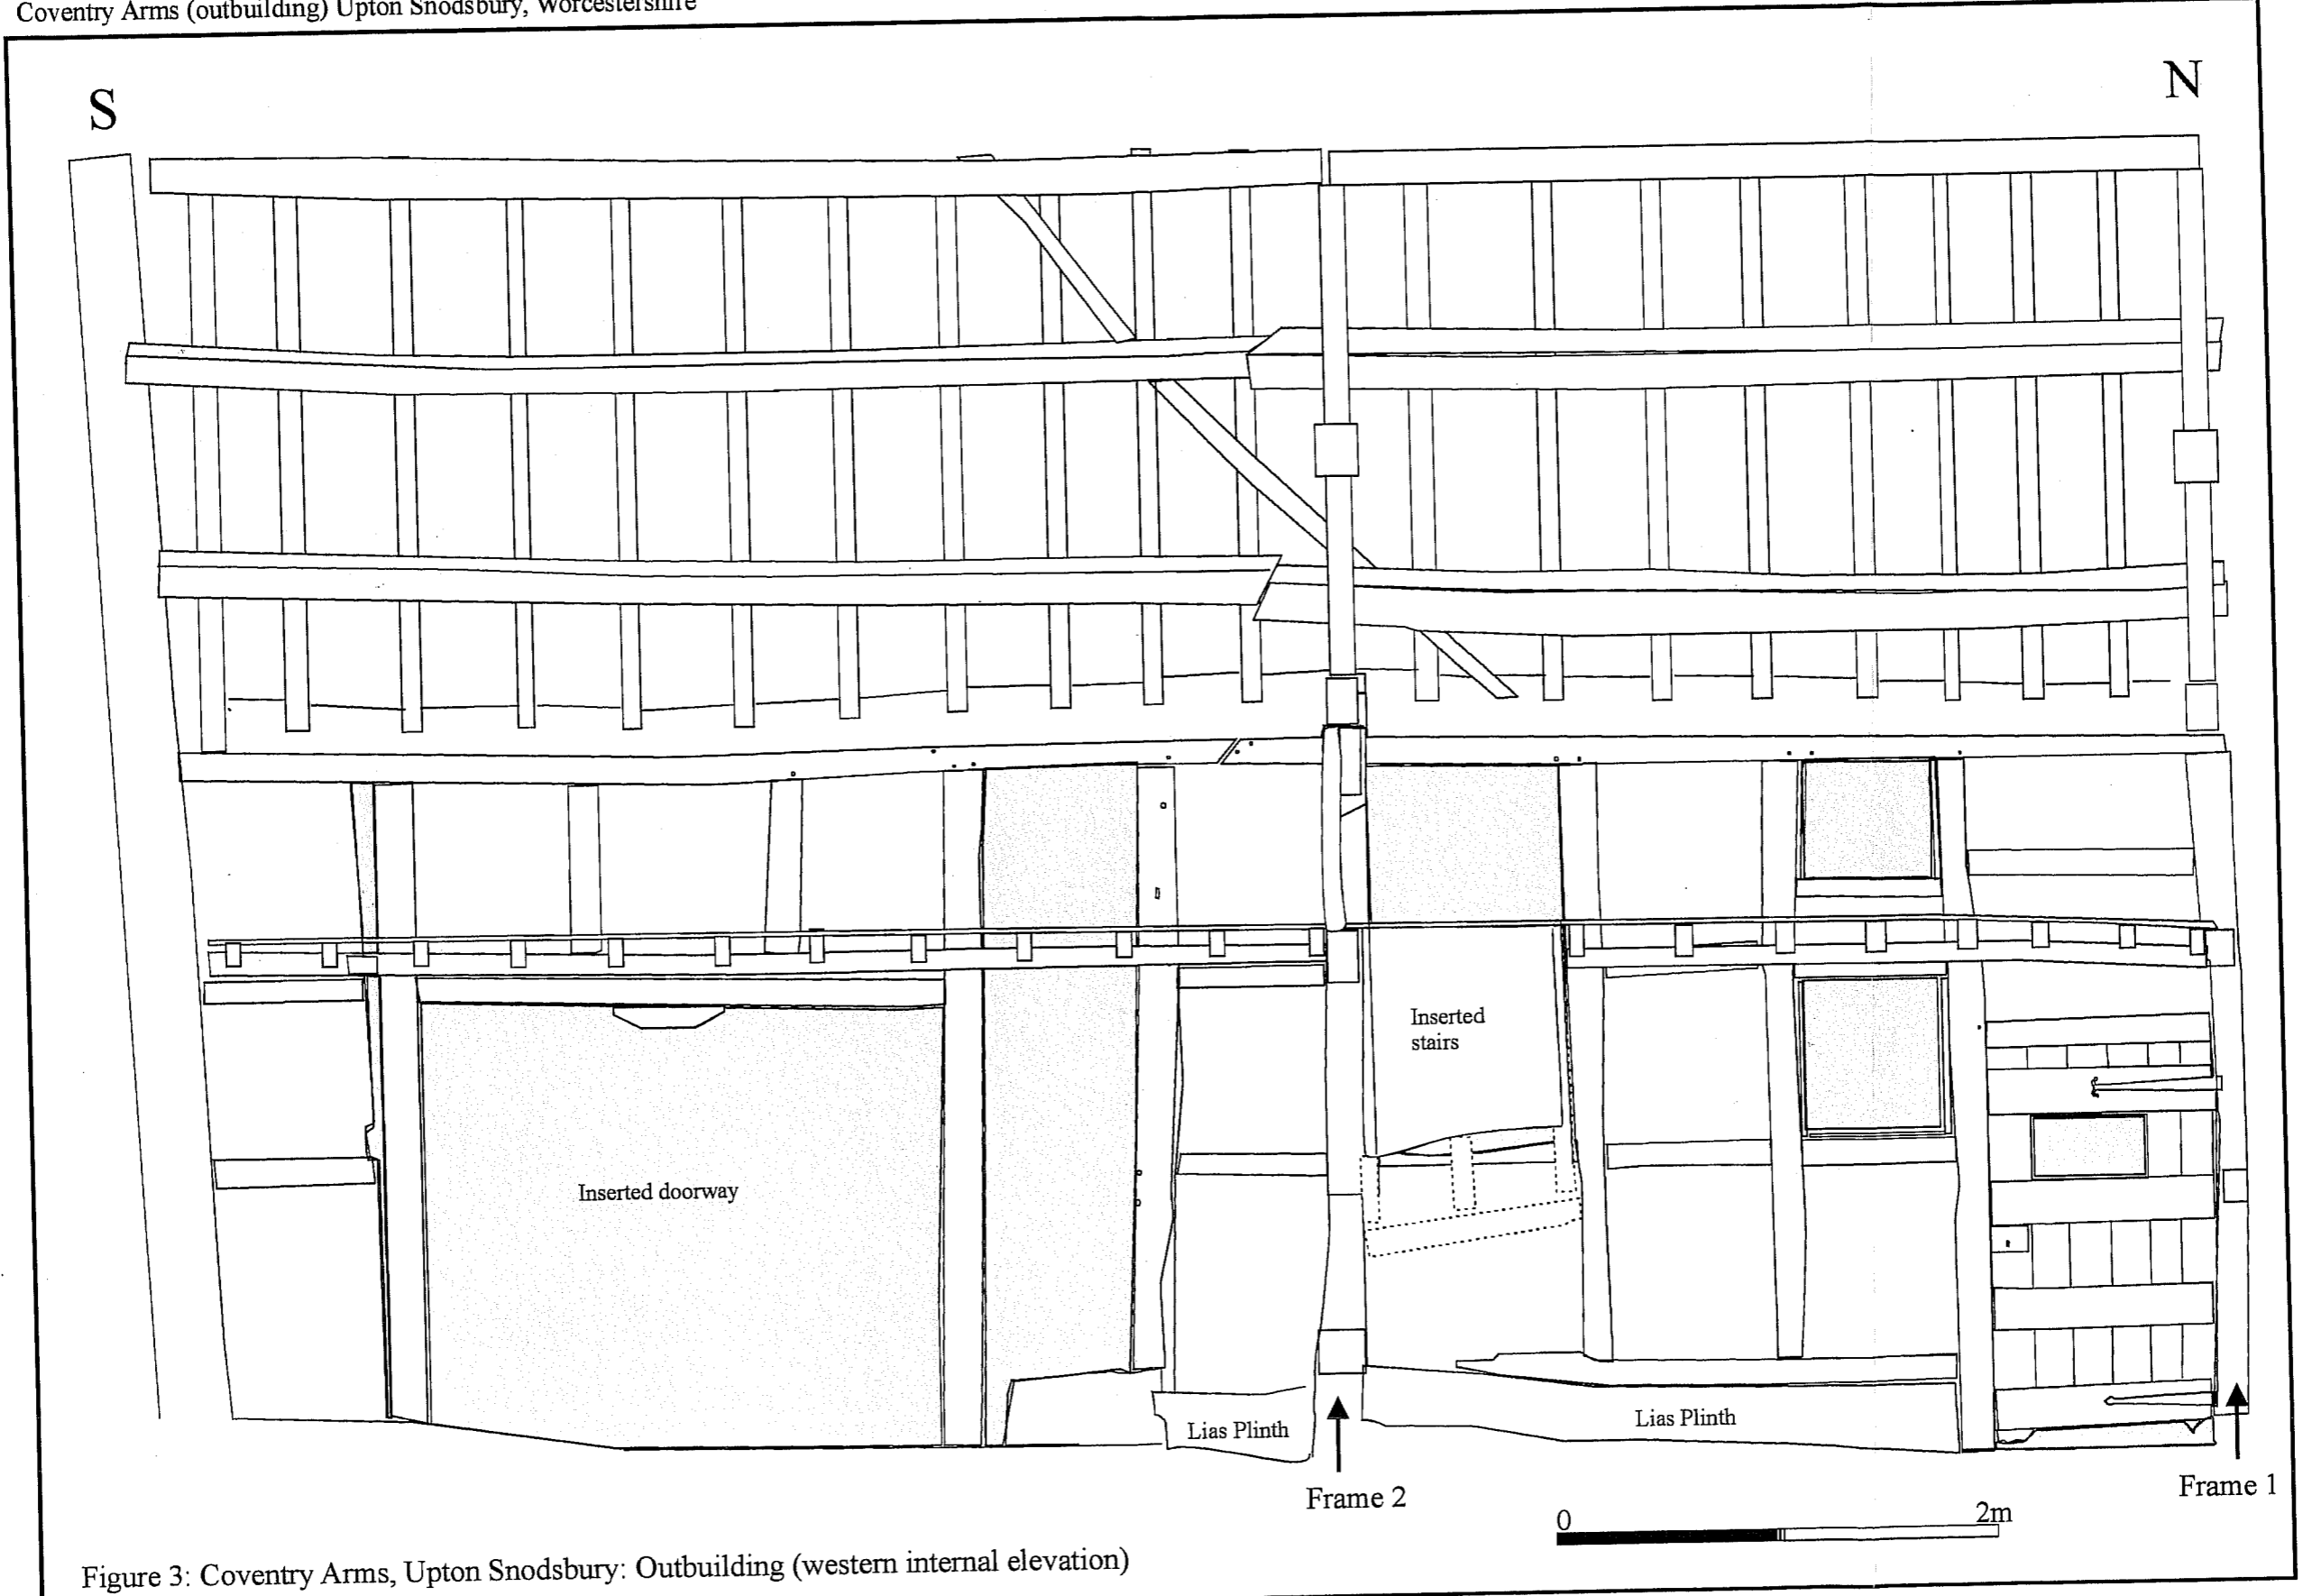 Coventry Arms (outbuilding) Upton Snodsbury, Worcestershire
S
N
Inserted
stairs
Inserted doorway
Lias Plinth
Lias Plinth
Frame 2
Frame 1
0
2m
Figure 3: Coventry Arms, Upton Snodsbury: Outbuilding (western internal elevation)